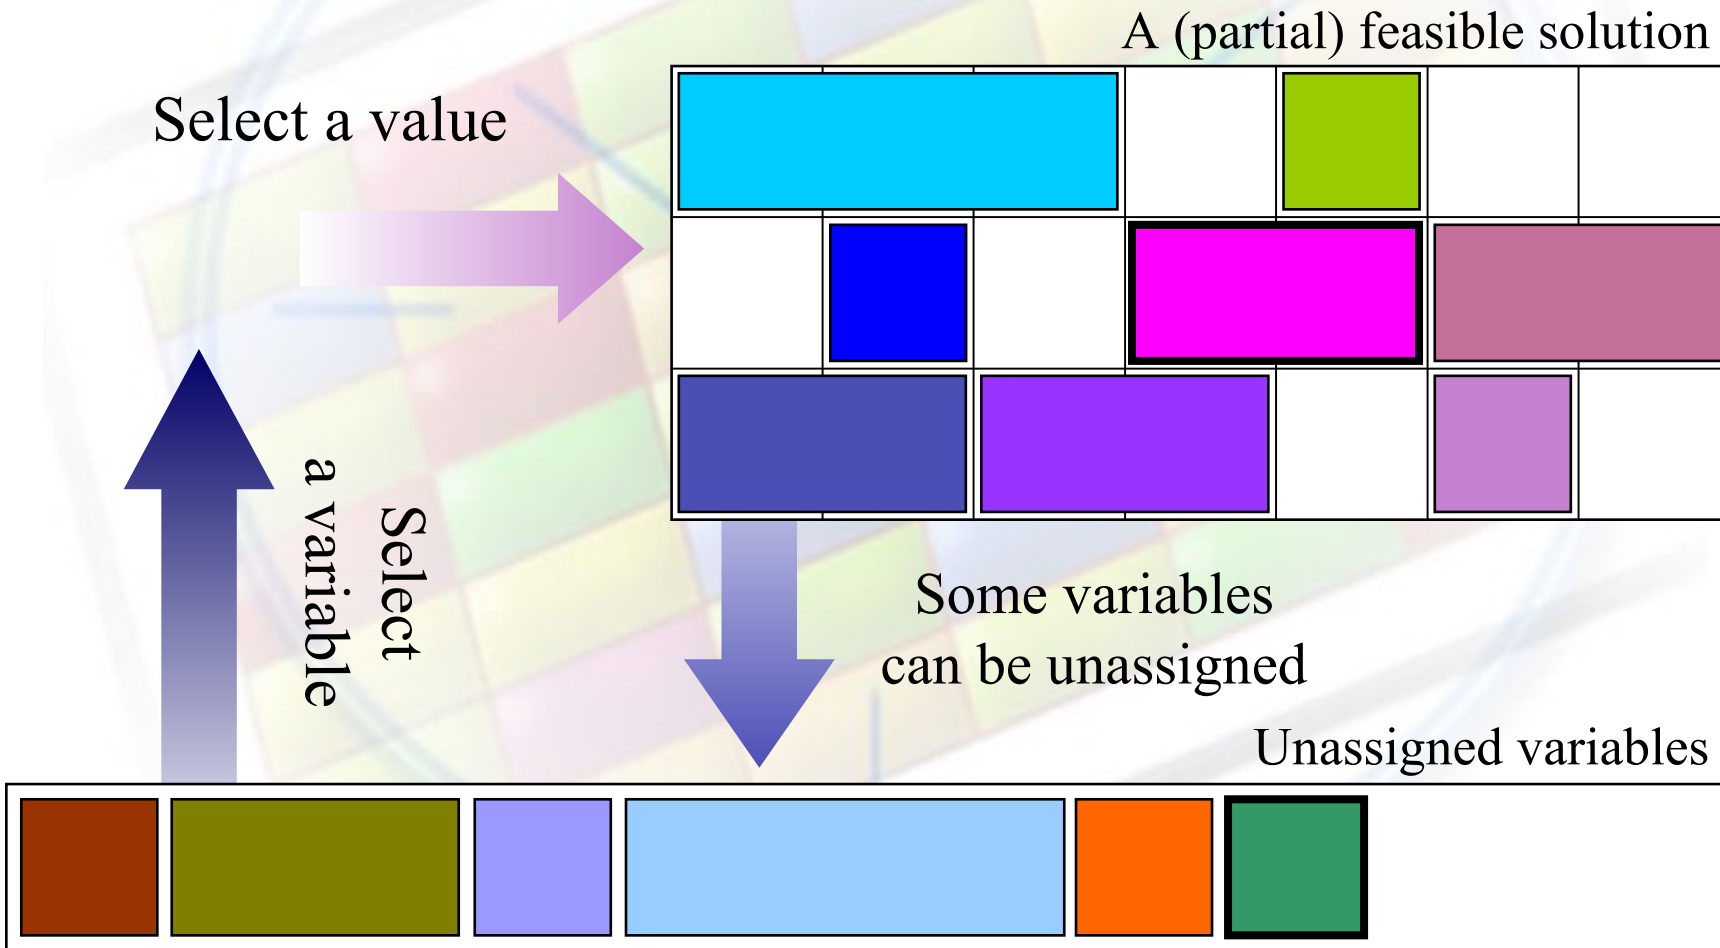 A (partial) feasible solution
Select a value
Select
a variable
Some variables
can be unassigned
Unassigned variables